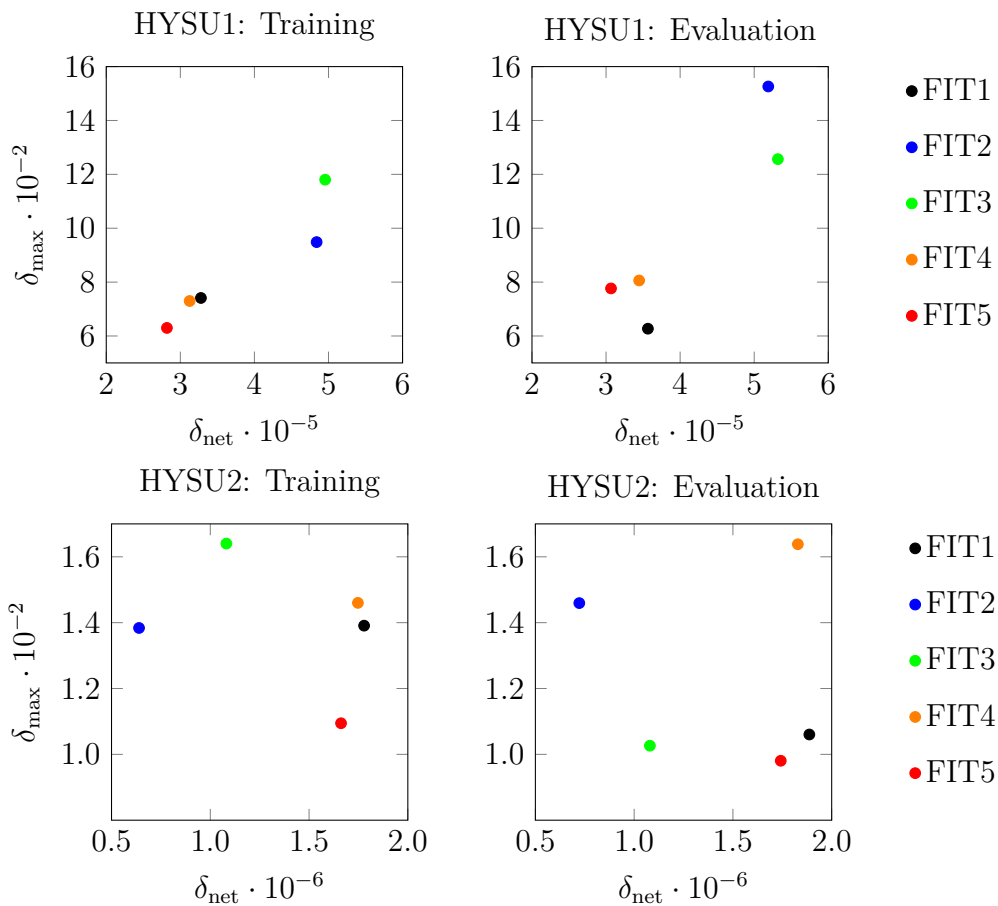 HYSU1: Training
HYSU1: Evaluation
16
14
12
10
8
6
2 3 4 5 6
δmax · 10−2
δnet · 10−5
16
14
12
10
8
6
2 3 4 5 6
δnet · 10−5
FIT1
FIT2
FIT3
FIT4
FIT5
HYSU2: Training
HYSU2: Evaluation
1.6
1.4
1.2
1.0
0.5 1.0 1.5 2.0
δmax · 10−2
δnet · 10−6
1.6
1.4
1.2
1.0
0.5 1.0 1.5 2.0
δnet · 10−6
FIT1
FIT2
FIT3
FIT4
FIT5